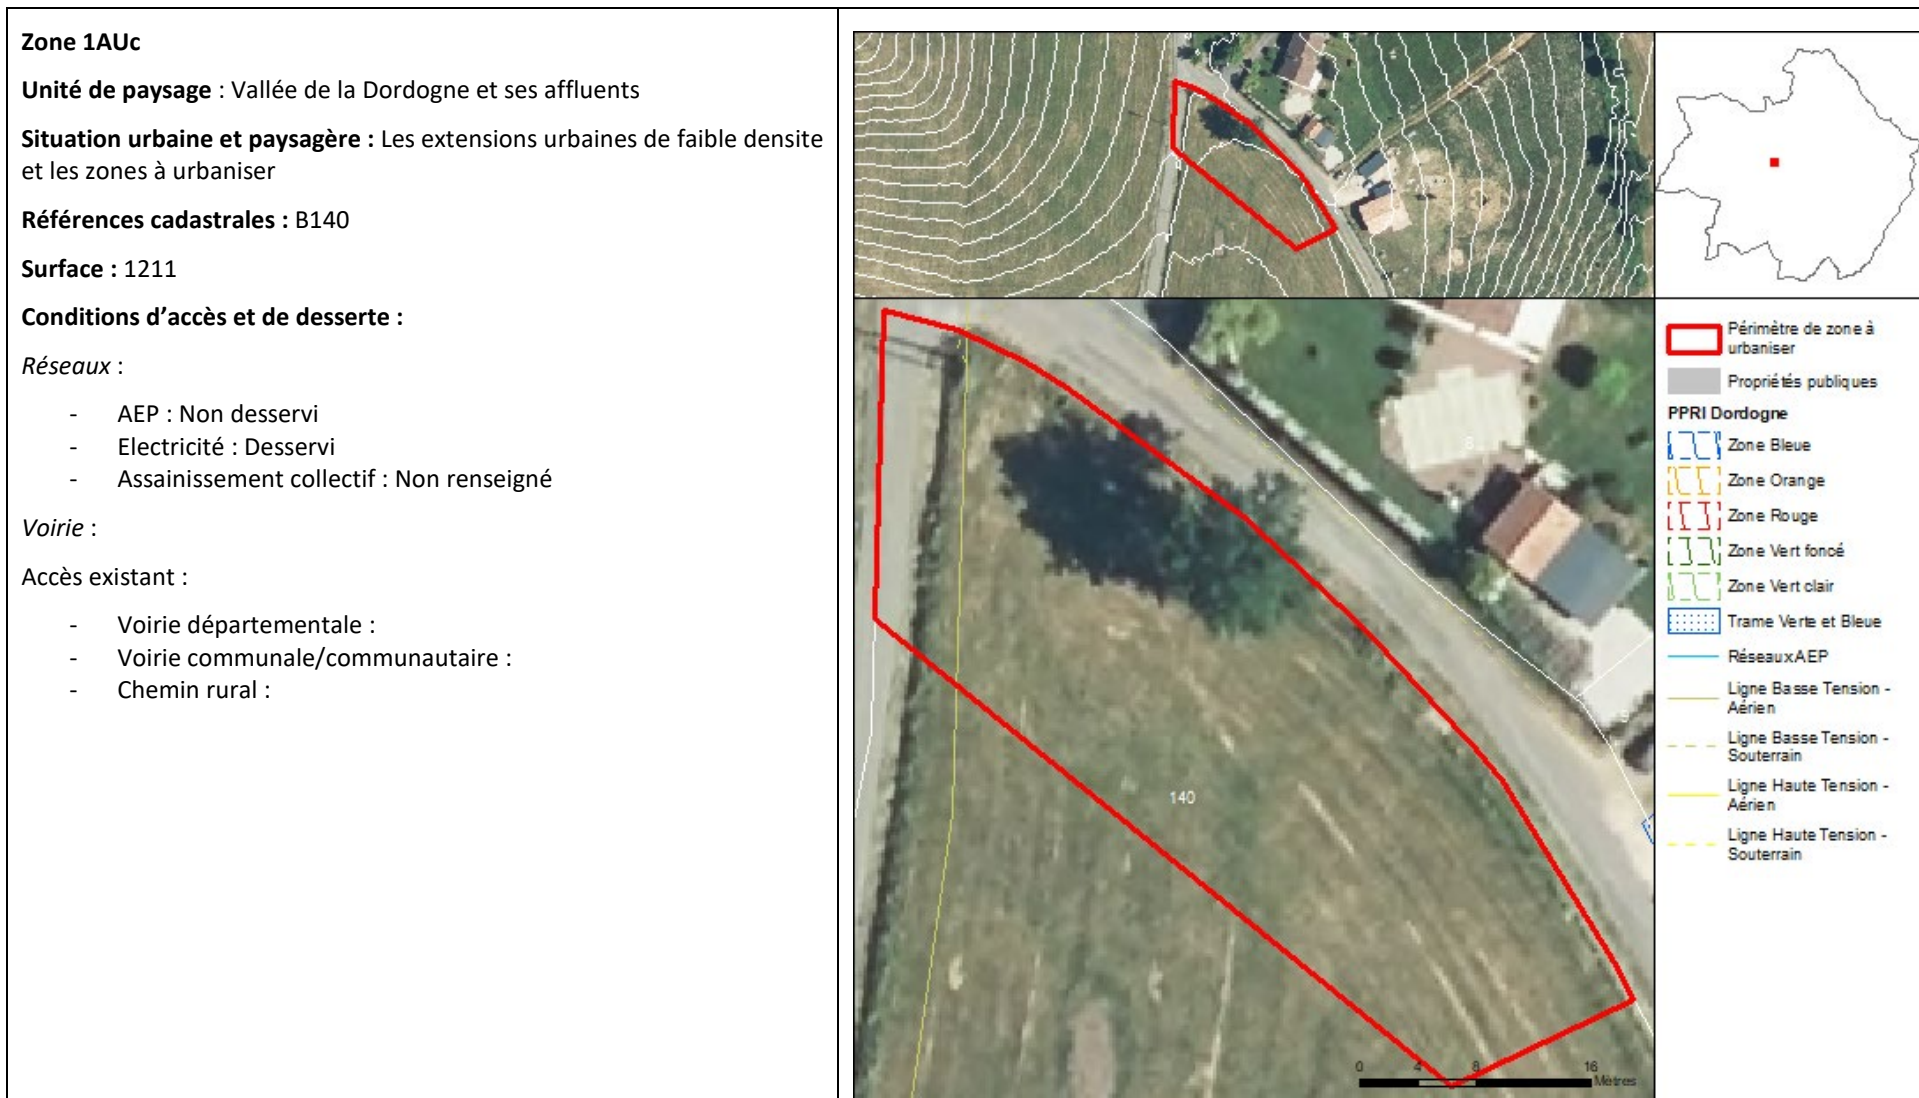 Zone 1AUc
Unité de paysage : Vallée de la Dordogne et ses affluents
Situation urbaine et paysagère : Les extensions urbaines de faible densite
et les zones à urbaniser
Références cadastrales : B140
Surface : 1211
Conditions d'accès et de desserte :
Réseaux :
- AEP : Non desservi
- Electricité : Desservi
- Assainissement collectif : Non renseigné
Voirie :
Accès existant :
- Voirie départementale :
- Voirie communale/communautaire :
- Chemin rural :
140
0 4 8 16
Mètres
Périmètre de zone à
urbaniser
Propriétés publiques
PPRI Dordogne
Zone Bleue
Zone Orange
Zone Rouge
Zone Vert foncé
Zone Vert clair
Trame Verte et Bleue
Réseaux AEP
Ligne Basse Tension -
Aérien
Ligne Basse Tension -
Souterrain
Ligne Haute Tension -
Aérien
Ligne Haute Tension -
Souterrain